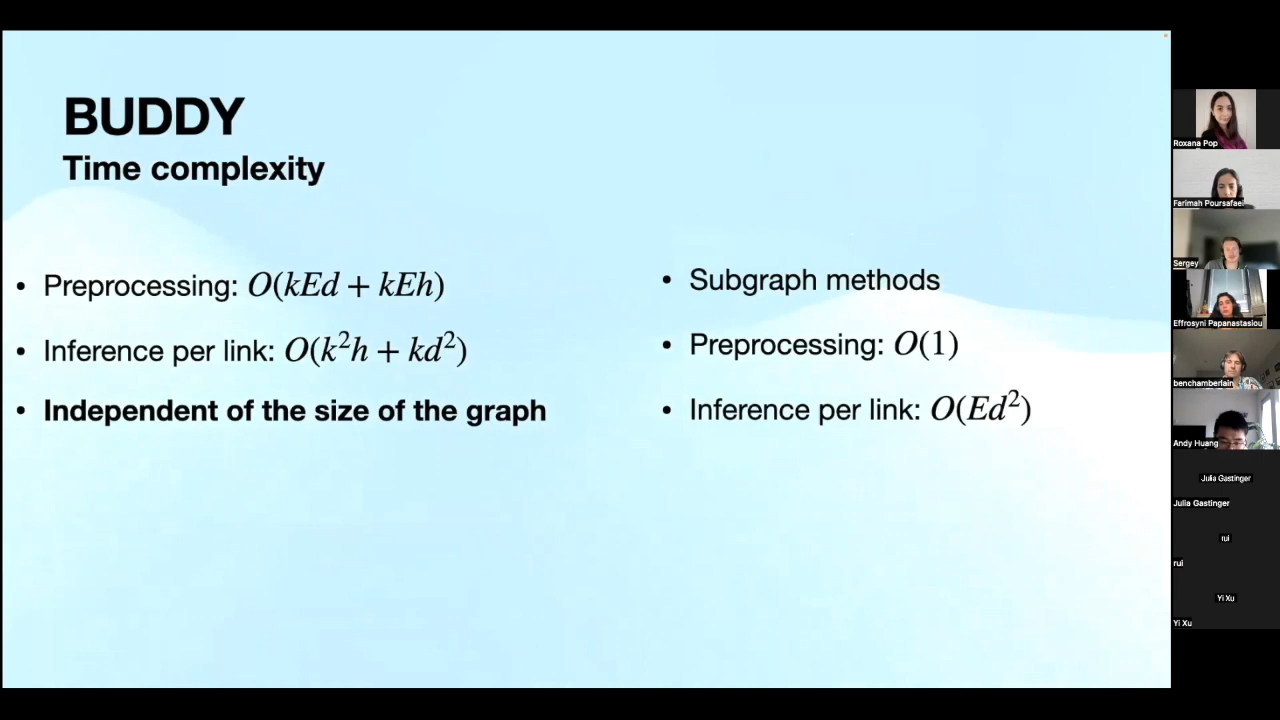 BUDDY
Time complexity
• Preprocessing: O(kEd + kEh)
• Inference per link: O(k²h + kd²)
• Independent of the size of the graph
• Subgraph methods
• Preprocessing: O(1)
• Inference per link: O(Ed²)
Roxana Pop
Farimah Poursafaei
Sergey
Effrosyni Papanastasiou
benchamberlain
Andy Huang
Julia Gastinger
Julia Gastinger
rui
rui
Yi Xu
Yi Xu